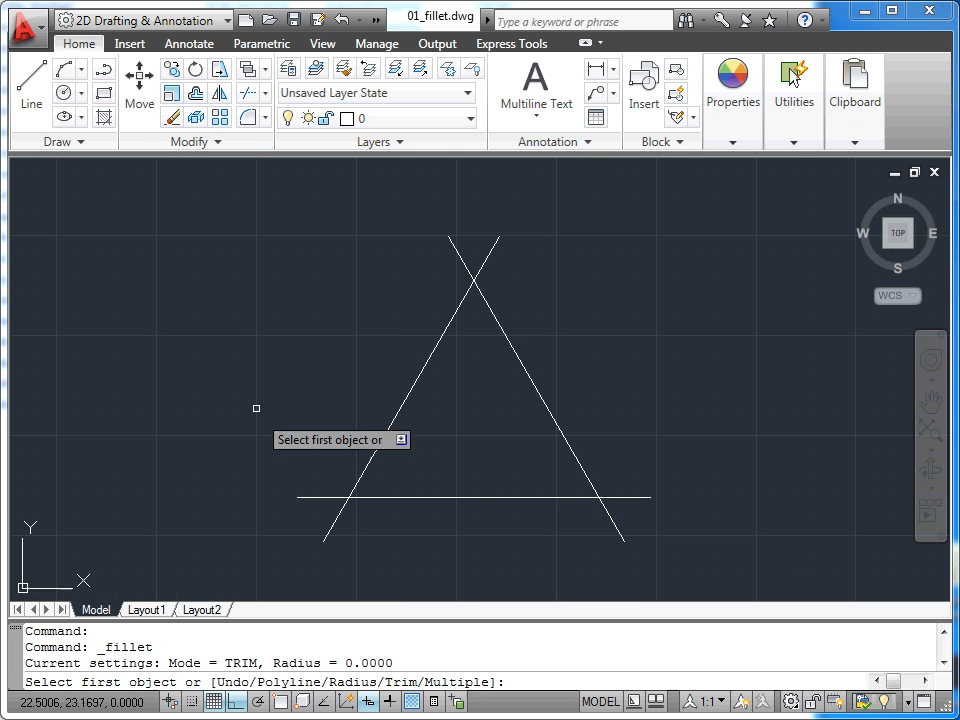 2D Drafting & Annotation
01_fillet.dwg
Type a keyword or phrase
Home Insert Annotate Parametric View Manage Output Express Tools
Line
Move
Unsaved Layer State
0
Multiline Text
Insert
Properties
Utilities
Clipboard
Draw
Modify
Layers
Annotation
Block
N
W
TOP
E
S
WCS
Select first object or
Y
X
Model Layout1 Layout2
Command:
Command: _fillet
Current settings: Mode = TRIM, Radius = 0.0000
Select first object or [Undo/Polyline/Radius/Trim/Multiple]:
22.5006, 23.1697, 0.0000
MODEL
1:1